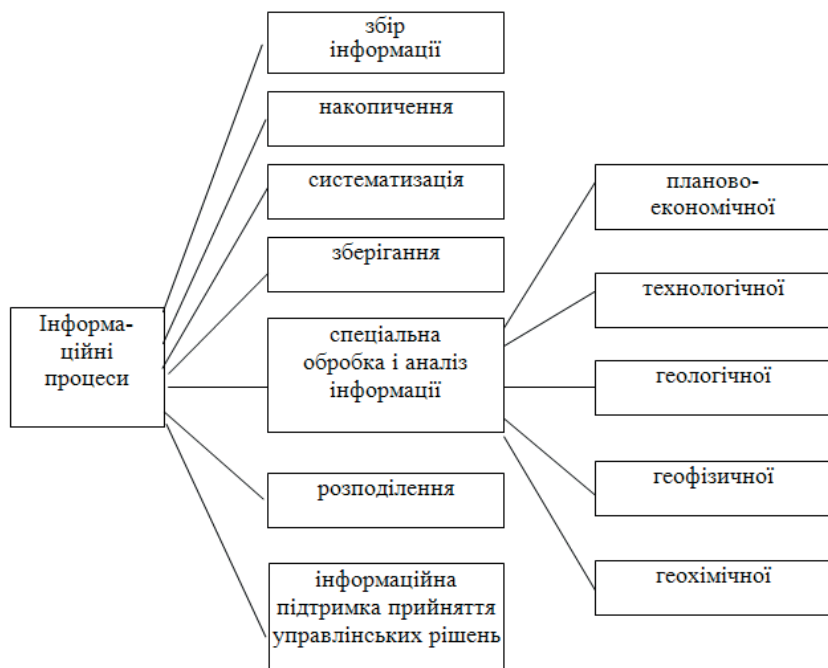 Інформа-
ційні
процеси
збір
інформації
накопичення
систематизація
зберігання
спеціальна
обробка і аналіз
інформації
розподілення
інформаційна
підтримка прийняття
управлінських рішень
планово-
економічної
технологічної
геологічної
геофізичної
геохімічної